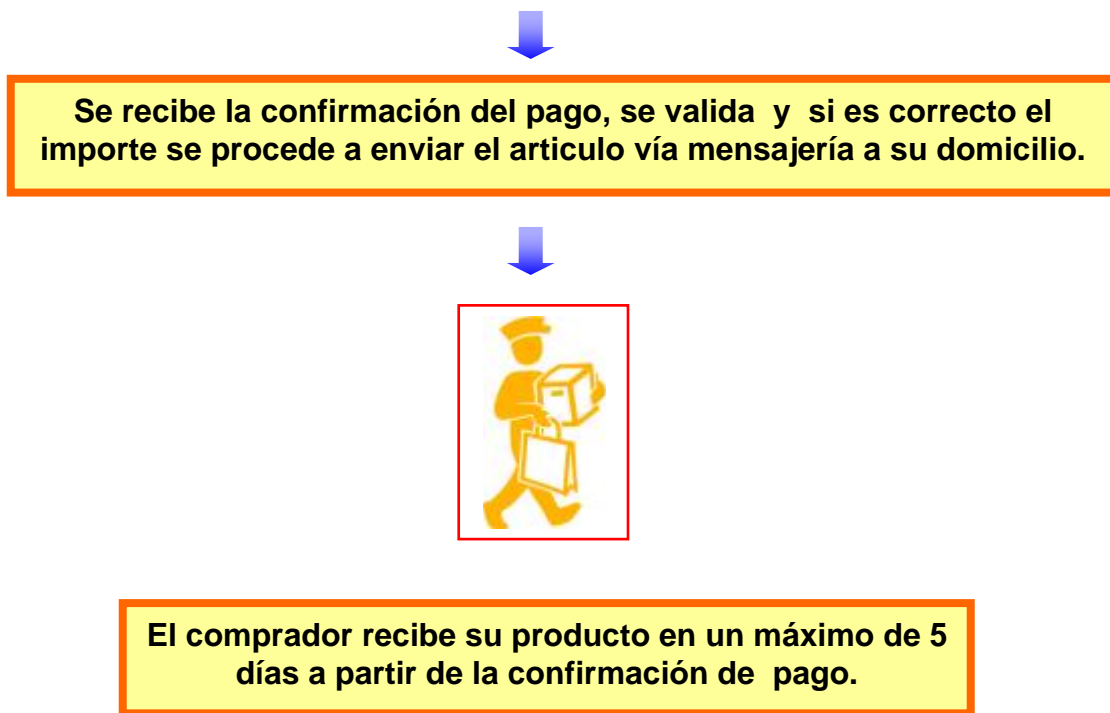 Se recibe la confirmación del pago, se valida  y  si es correcto el
importe se procede a enviar el articulo vía mensajería a su domicilio.
El comprador recibe su producto en un máximo de 5
días a partir de la confirmación de  pago.